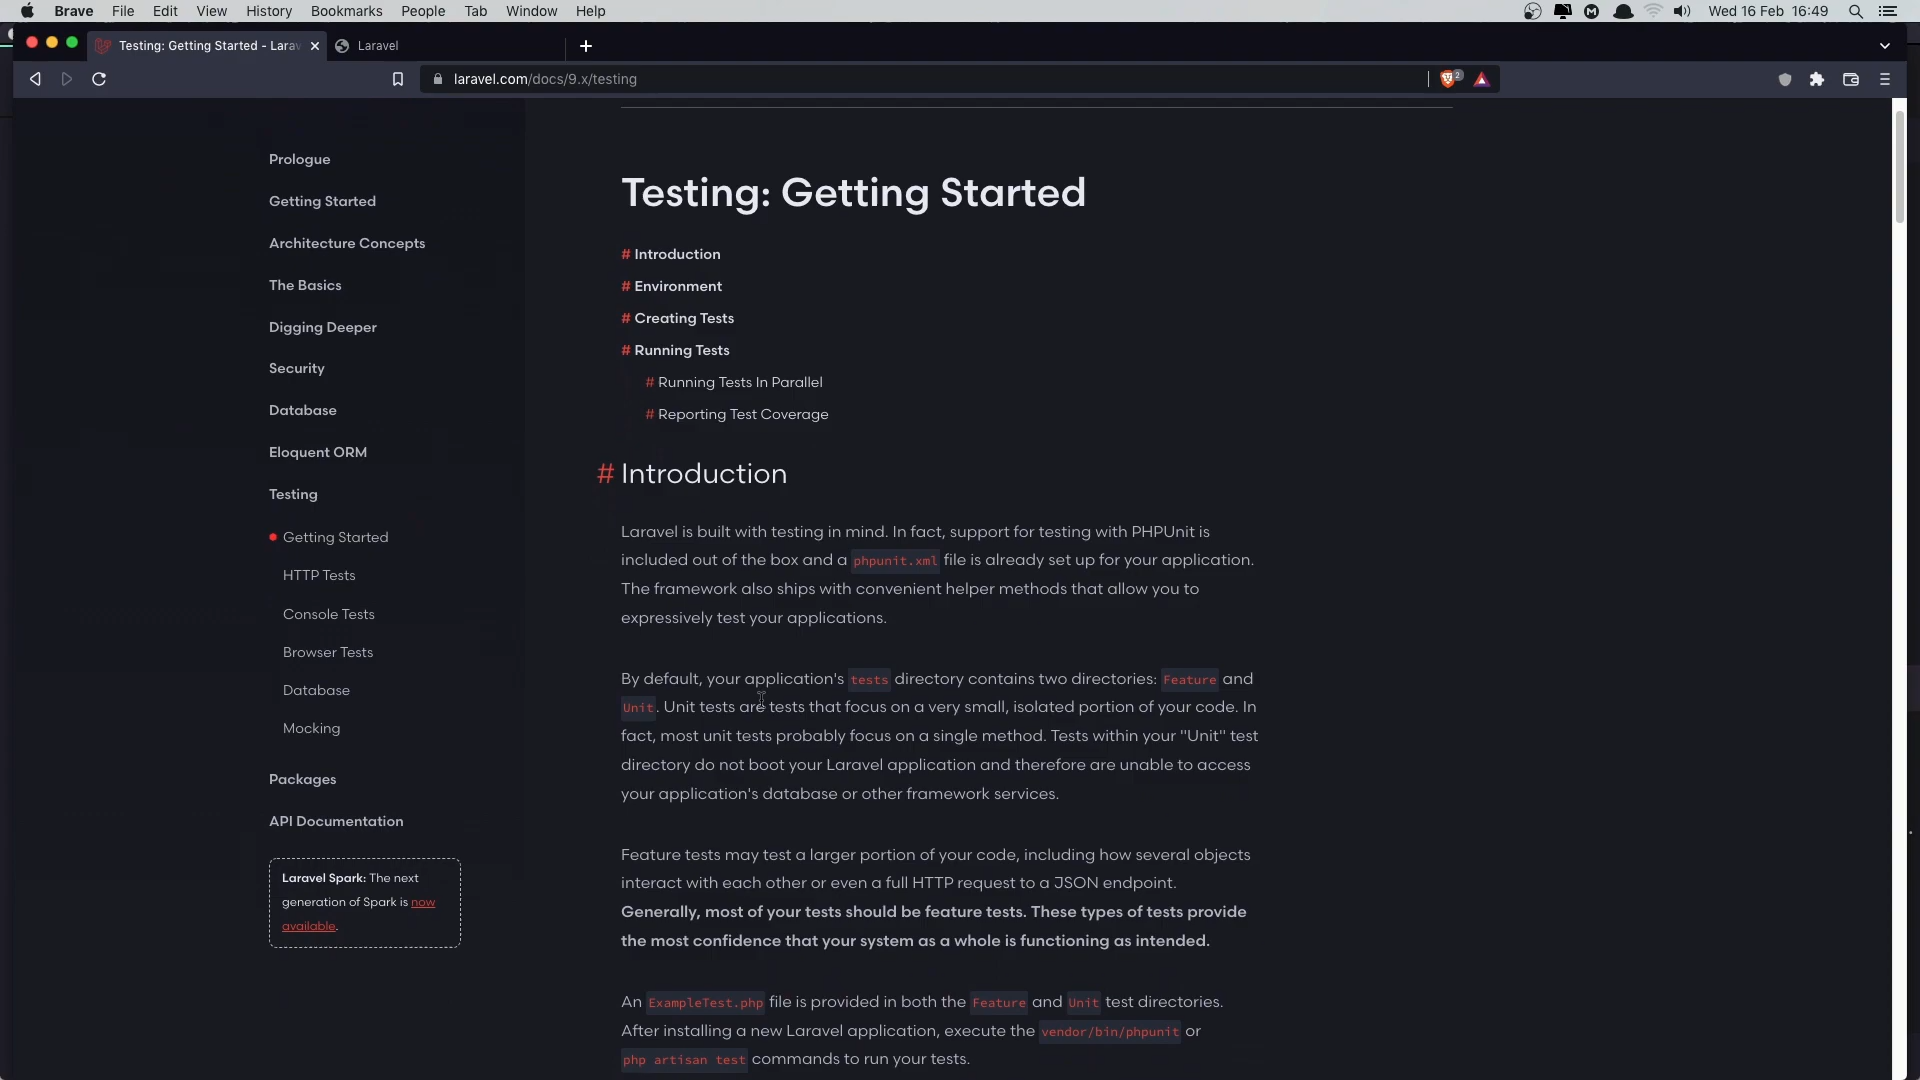 Brave File Edit View History Bookmarks People Tab Window Help
Wed 16 Feb 16:49
Testing: Getting Started - Larav
Laravel
laravel.com/docs/9.x/testing
2
Prologue
Getting Started
Architecture Concepts
The Basics
Digging Deeper
Security
Database
Eloquent ORM
Testing
Getting Started
HTTP Tests
Console Tests
Browser Tests
Database
Mocking
Packages
API Documentation
Laravel Spark: The next
generation of Spark is now
available.
Testing: Getting Started
# Introduction
# Environment
# Creating Tests
# Running Tests
# Running Tests In Parallel
# Reporting Test Coverage
# Introduction
Laravel is built with testing in mind. In fact, support for testing with PHPUnit is
included out of the box and a phpunit.xml file is already set up for your application.
The framework also ships with convenient helper methods that allow you to
expressively test your applications.
By default, your application's tests directory contains two directories: Feature and
Unit. Unit tests are tests that focus on a very small, isolated portion of your code. In
fact, most unit tests probably focus on a single method. Tests within your "Unit" test
directory do not boot your Laravel application and therefore are unable to access
your application's database or other framework services.
Feature tests may test a larger portion of your code, including how several objects
interact with each other or even a full HTTP request to a JSON endpoint.
Generally, most of your tests should be feature tests. These types of tests provide
the most confidence that your system as a whole is functioning as intended.
An ExampleTest.php file is provided in both the Feature and Unit test directories.
After installing a new Laravel application, execute the vendor/bin/phpunit or
php artisan test commands to run your tests.